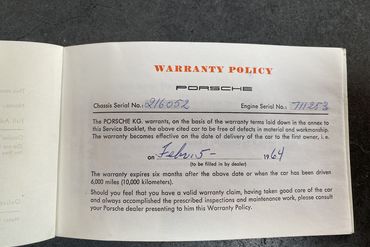 WARRANTY POLICY
PORSCHE
Chassis Serial No.: 216052 Engine Serial No.: 711253
The PORSCHE KG. warrants, on the basis of the warranty terms laid down in the annex to
this Service Booklet, the above cited car to be free of defects in material and workmanship.
The warranty becomes effective on the date of delivery of the car to the first owner, i.e.
on Febr. 5 - 1964
(to be filled in by dealer)
The warranty expires six months after the above date or when the car has been driven
6,000 miles (10,000 kilometers).
Should you feel that you have a valid warranty claim, having taken good care of the car
and always accomplished the prescribed inspections and maintenance work, please consult
your Porsche dealer presenting to him this Warranty Policy.